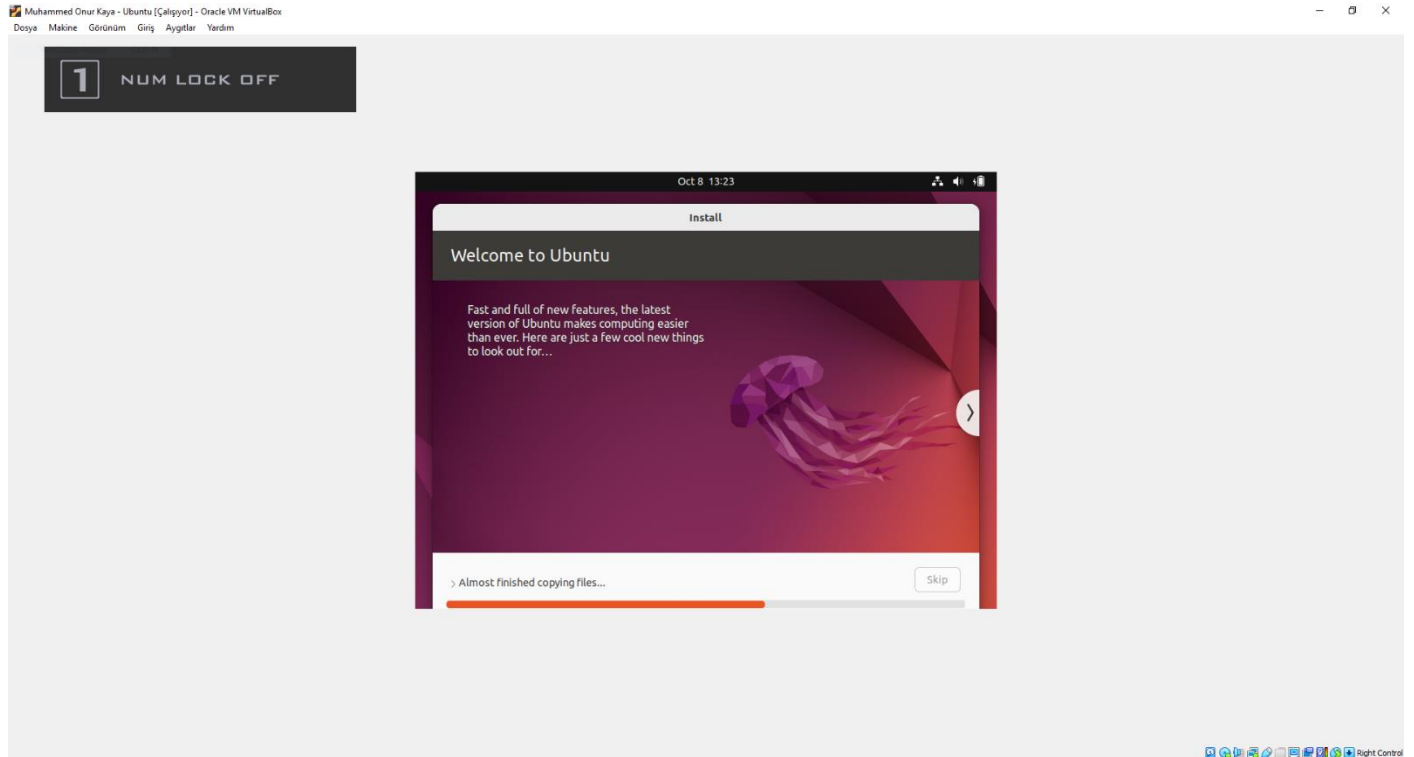 Muhammed Onur Kaya - Ubuntu [Çalışıyor] - Oracle VM VirtualBox
Dosya Makine Görünüm Giriş Aygıtlar Yardım
1 NUM LOCK OFF
Oct 8 13:23
Install
Welcome to Ubuntu
Fast and full of new features, the latest
version of Ubuntu makes computing easier
than ever. Here are just a few cool new things
to look out for...
> Almost finished copying files...
Skip
Right Control